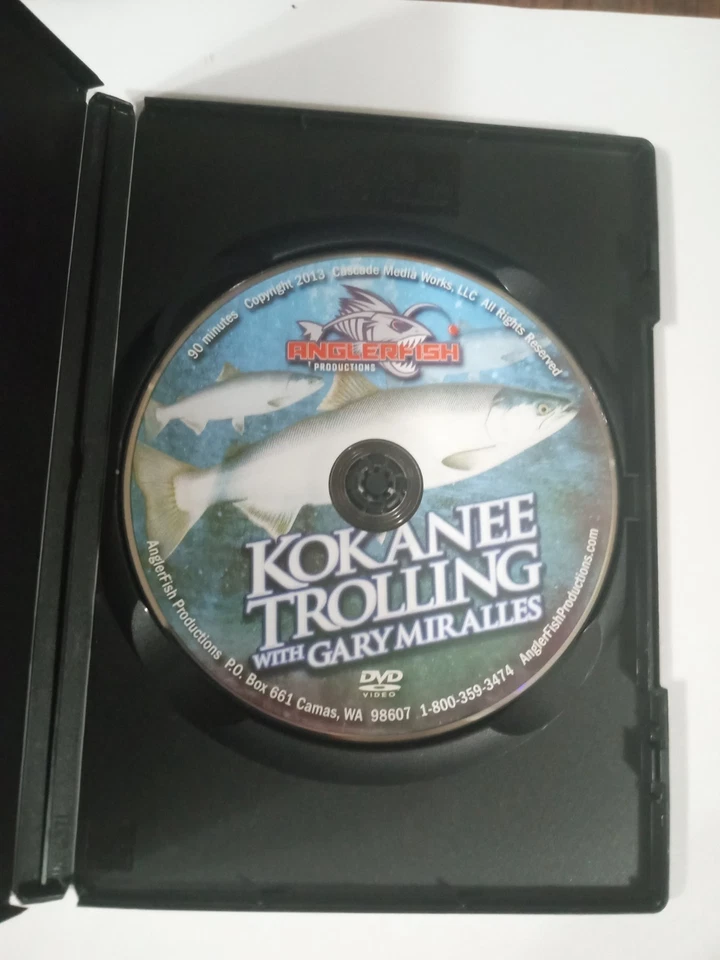 90 minutes Copyright 2013 Cascade Media Works, LLC All Rights Reserved
ANGLERFISH
PRODUCTIONS
KOKANEE
TROLLING
WITH GARY MIRALLES
DVD
VIDEO
AnglerFish Productions P.O. Box 661 Camas, WA 98607 1-800-359-3474 AnglerFishProductions.com